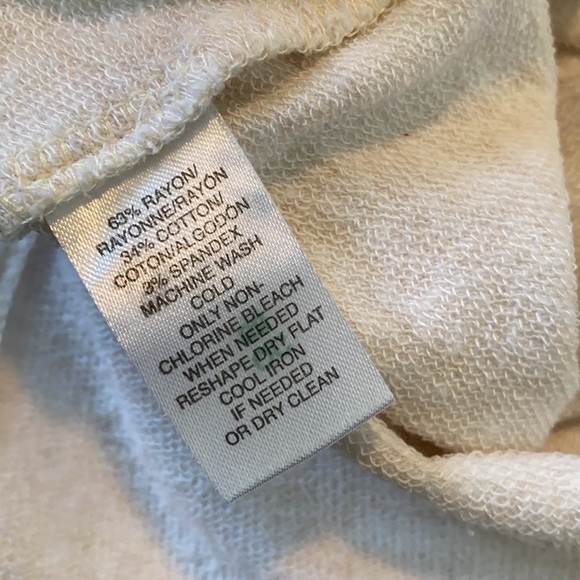 63% RAYON/
RAYONNE/RAYON
34% COTTON/
COTON/ALGODON
3% SPANDEX
MACHINE WASH
COLD
ONLY NON-
CHLORINE BLEACH
WHEN NEEDED
RESHAPE DRY FLAT
COOL IRON
IF NEEDED
OR DRY CLEAN